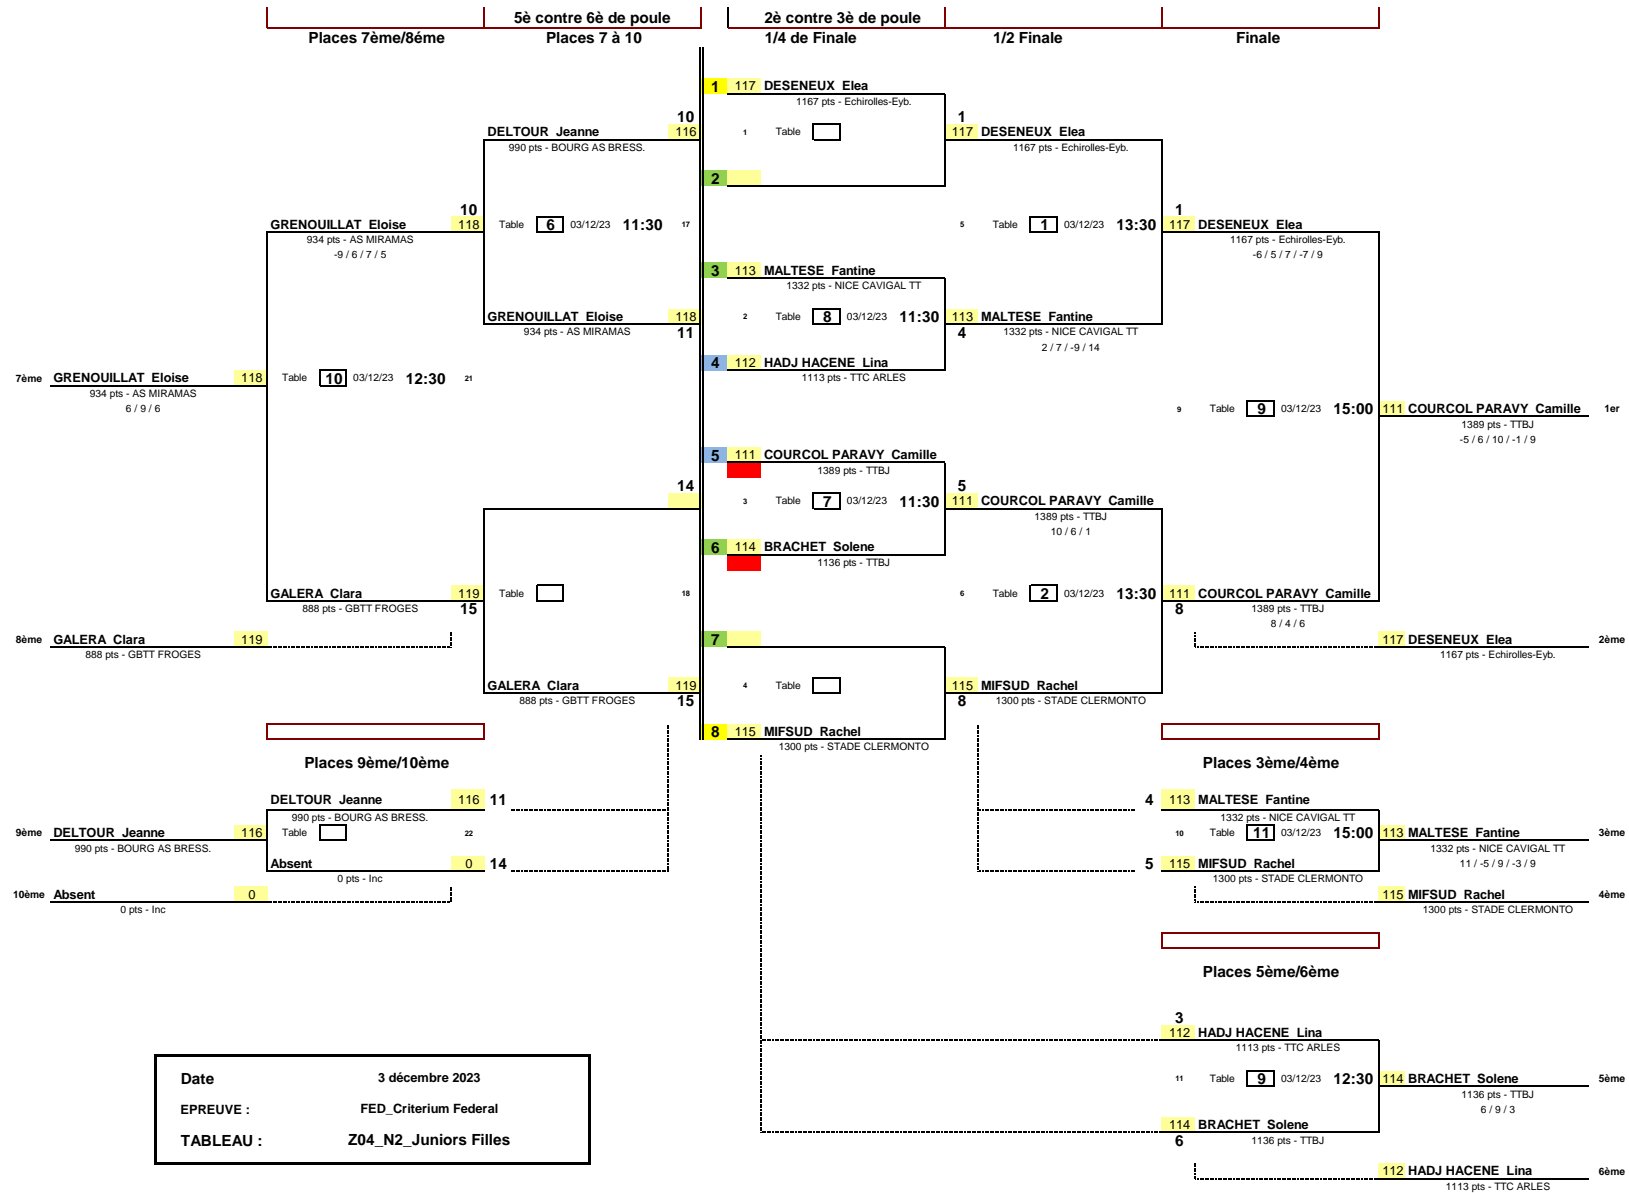 5è contre 6è de poule
2è contre 3è de poule
Places 7ème/8éme
Places 7 à 10
1/4 de Finale
1/2 Finale
Finale
1 117 DESENEUX Elea
1167 pts - Echirolles-Eyb.
10
1
DELTOUR Jeanne 116
1 Table
117 DESENEUX Elea
990 pts - BOURG AS BRESS.
1167 pts - Echirolles-Eyb.
2
10
1
GRENOUILLAT Eloise 118
Table 6 03/12/23 11:30 17
5 Table 1 03/12/23 13:30
117 DESENEUX Elea
934 pts - AS MIRAMAS
1167 pts - Echirolles-Eyb.
-9 / 6 / 7 / 5
-6 / 5 / 7 / -7 / 9
3 113 MALTESE Fantine
1332 pts - NICE CAVIGAL TT
GRENOUILLAT Eloise 118
2 Table 8 03/12/23 11:30
113 MALTESE Fantine
934 pts - AS MIRAMAS
11
4
1332 pts - NICE CAVIGAL TT
2 / 7 / -9 / 14
4 112 HADJ HACENE Lina
1113 pts - TTC ARLES
7ème GRENOUILLAT Eloise 118
Table 10 03/12/23 12:30 21
934 pts - AS MIRAMAS
6 / 9 / 6
9 Table 9 03/12/23 15:00
111 COURCOL PARAVY Camille 1er
1389 pts - TTBJ
-5 / 6 / 10 / -1 / 9
5 111 COURCOL PARAVY Camille
1389 pts - TTBJ
14
5
3 Table 7 03/12/23 11:30
111 COURCOL PARAVY Camille
1389 pts - TTBJ
10 / 6 / 1
6 114 BRACHET Solene
1136 pts - TTBJ
GALERA Clara 119
Table 18
6 Table 2 03/12/23 13:30
111 COURCOL PARAVY Camille
888 pts - GBTT FROGES
15
8
1389 pts - TTBJ
8 / 4 / 6
8ème GALERA Clara 119
7
117 DESENEUX Elea 2ème
888 pts - GBTT FROGES
1167 pts - Echirolles-Eyb.
GALERA Clara 119
4 Table
115 MIFSUD Rachel
888 pts - GBTT FROGES
15
8
1300 pts - STADE CLERMONTO
8 115 MIFSUD Rachel
1300 pts - STADE CLERMONTO
Places 9ème/10ème
Places 3ème/4ème
DELTOUR Jeanne 116 11
4 113 MALTESE Fantine
990 pts - BOURG AS BRESS.
1332 pts - NICE CAVIGAL TT
9ème DELTOUR Jeanne 116
Table 22
10 Table 11 03/12/23 15:00
113 MALTESE Fantine 3ème
990 pts - BOURG AS BRESS.
1332 pts - NICE CAVIGAL TT
Absent 0 14
5 115 MIFSUD Rachel
11 / -5 / 9 / -3 / 9
0 pts - Inc
1300 pts - STADE CLERMONTO
10ème Absent 0
115 MIFSUD Rachel 4ème
0 pts - Inc
1300 pts - STADE CLERMONTO
Places 5ème/6ème
3
112 HADJ HACENE Lina
1113 pts - TTC ARLES
11 Table 9 03/12/23 12:30
114 BRACHET Solene 5ème
1136 pts - TTBJ
6 / 9 / 3
114 BRACHET Solene
6
1136 pts - TTBJ
112 HADJ HACENE Lina 6ème
1113 pts - TTC ARLES
Date 3 décembre 2023
EPREUVE : FED_Criterium Federal
TABLEAU : Z04_N2_Juniors Filles